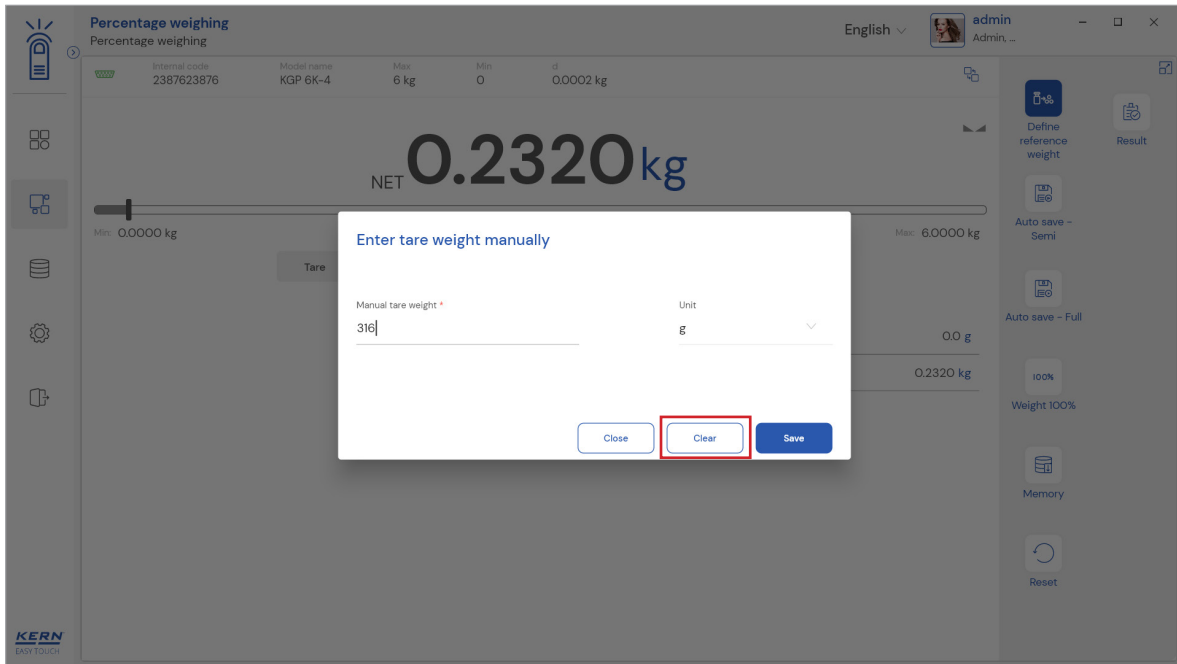 Percentage weighing
Percentage weighing
English
admin
Admin, ...
Internal code
2387623876
Model name
KGP 6K-4
Max
6 kg
Min
0
d
0.0002 kg
NET 0.2320 kg
Min: 0.0000 kg
Max: 6.0000 kg
Tare
Enter tare weight manually
Manual tare weight *
316
Unit
g
Close
Clear
Save
0.0 g
0.2320 kg
Define
reference
weight
Result
Auto save -
Semi
Auto save - Full
100%
Weight 100%
Memory
Reset
KERN
EASY TOUCH